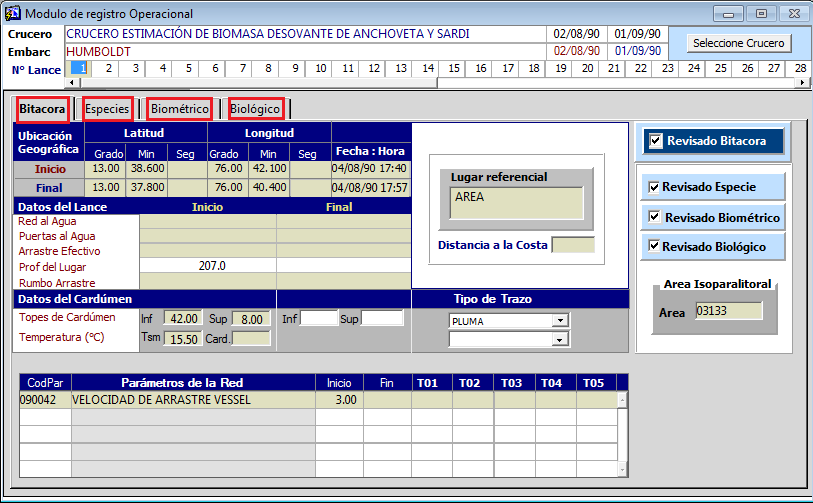 Modulo de registro Operacional
Crucero CRUCERO ESTIMACIÓN DE BIOMASA DESOVANTE DE ANCHOVETA Y SARDI 02/08/90 01/09/90
Embarc HUMBOLDT 02/08/90 01/09/90
Seleccione Crucero
N° Lance 1 2 3 4 5 6 7 8 9 10 11 12 13 14 15 16 17 18 19 20 21 22 23 24 25 26 27 28
Bitacora Especies Biométrico Biológico
Ubicación Geográfica Latitud Longitud Fecha : Hora
Grado Min Seg Grado Min Seg
Inicio 13.00 38.600 76.00 42.100 04/08/90 17:40
Final 13.00 37.800 76.00 40.400 04/08/90 17:57
Datos del Lance Inicio Final
Red al Agua
Puertas al Agua
Arrastre Efectivo
Prof del Lugar 207.0
Rumbo Arrastre
Lugar referencial
AREA
Distancia a la Costa
Revisado Bitacora
Revisado Especie
Revisado Biométrico
Revisado Biológico
Area Isoparalitoral
Area 03133
Datos del Cardúmen Tipo de Trazo
Topes de Cardúmen Inf 42.00 Sup 8.00 Inf Sup PLUMA
Temperatura (°C) Tsm 15.50 Card.
CodPar Parámetros de la Red Inicio Fin T01 T02 T03 T04 T05
090042 VELOCIDAD DE ARRASTRE VESSEL 3.00